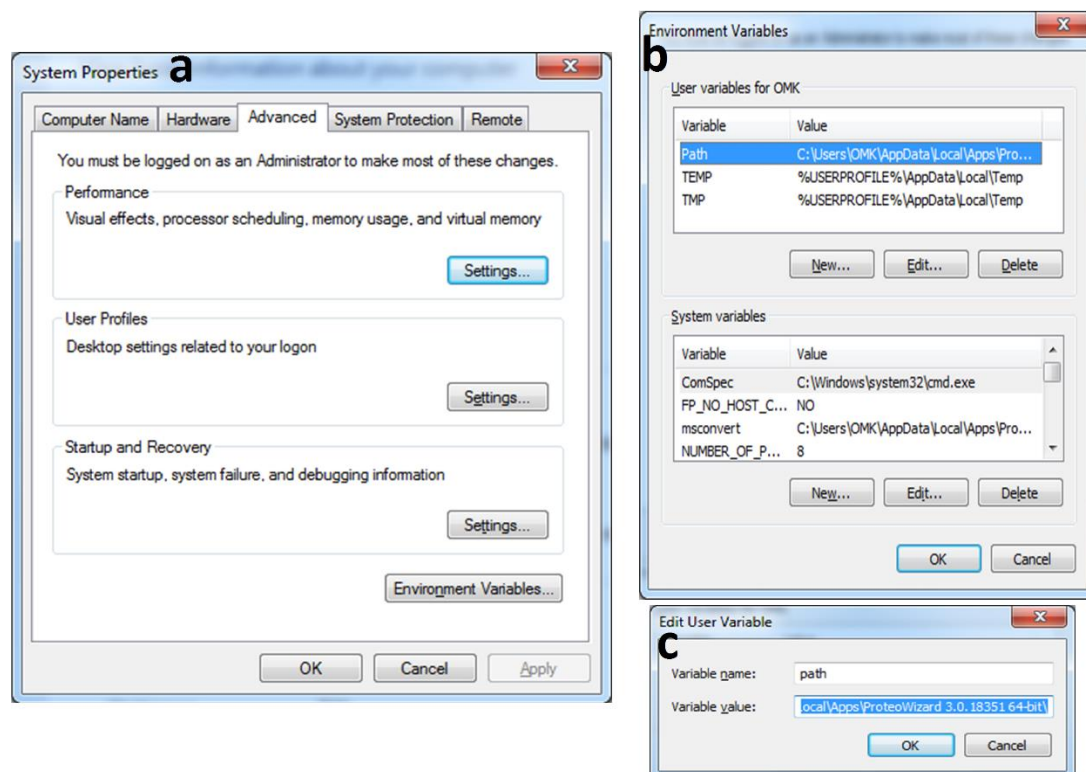 System Properties
a
Computer Name Hardware Advanced System Protection Remote
You must be logged on as an Administrator to make most of these changes.
Performance
Visual effects, processor scheduling, memory usage, and virtual memory
Settings...
User Profiles
Desktop settings related to your logon
Settings...
Startup and Recovery
System startup, system failure, and debugging information
Settings...
Environment Variables...
OK Cancel Apply
Environment Variables
b
User variables for OMK
Variable Value
Path C:\Users\OMK\AppData\Local\Apps\Pro...
TEMP %USERPROFILE%\AppData\Local\Temp
TMP %USERPROFILE%\AppData\Local\Temp
New... Edit... Delete
System variables
Variable Value
ComSpec C:\Windows\system32\cmd.exe
FP_NO_HOST_C... NO
msconvert C:\Users\OMK\AppData\Local\Apps\Pro...
NUMBER_OF_P... 8
New... Edit... Delete
OK Cancel
Edit User Variable
c
Variable name: path
Variable value: ocal\Apps\ProteoWizard 3.0.18351 64-bit\
OK Cancel